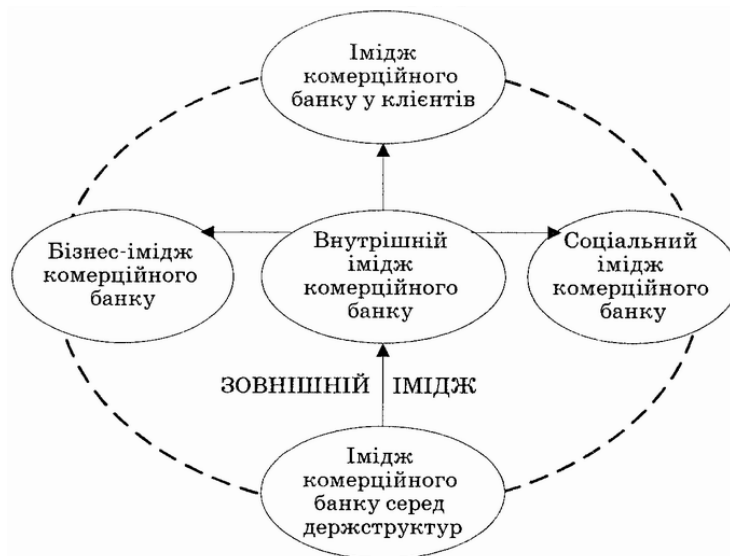 Імідж
комерційного
банку у клієнтів
Бізнес-імідж
комерційного
банку
Внутрішній
імідж
комерційного
банку
Соціальний
імідж
комерційного
банку
ЗОВНІШНІЙ ІМІДЖ
Імідж
комерційного
банку серед
держструктур